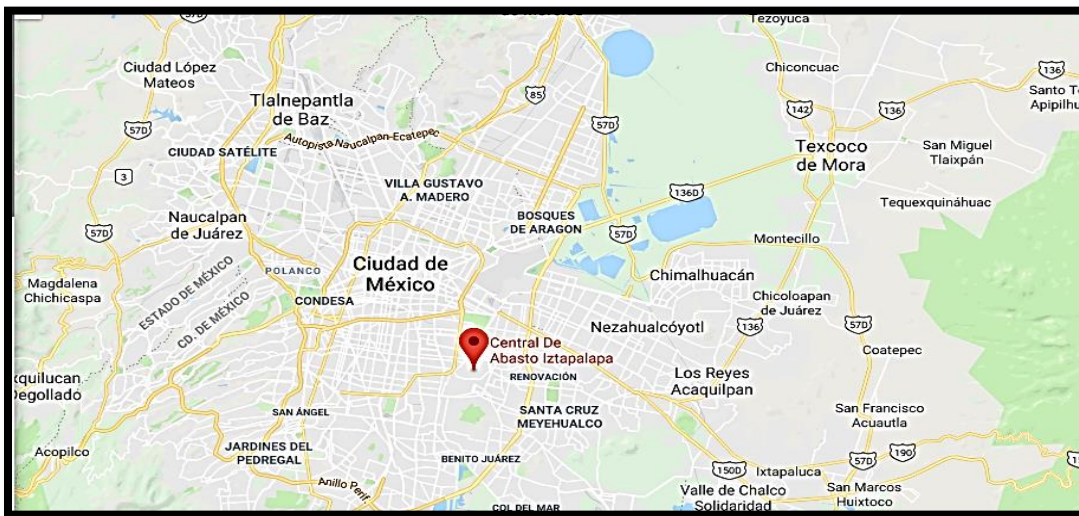 Tezoyuca
Ciudad López
Mateos
Chiconcuac
136
Santo T
Apipilhu
85
Tlalnepantla
de Baz
142
136
57D
57D
Autopista Naucalpan-Ecatepec
Texcoco
de Mora
San Miguel
Tlaixpán
CIUDAD SATÉLITE
3
VILLA GUSTAVO
A. MADERO
136D
Tequexquináhuac
Naucalpan
de Juárez
BOSQUES
DE ARAGON
57D
57D
Montecillo
POLANCO
Ciudad de
México
Chimalhuacán
Magdalena
Chichicaspa
ESTADO DE MÉXICO
CD. DE MÉXICO
CONDESA
Chicoloapan
de Juárez
Nezahualcóyotl
136
57D
Central De
Abasto Iztapalapa
Coatepec
RENOVACIÓN
xquilucan
Degollado
Los Reyes
Acaquilpan
SAN ÁNGEL
SANTA CRUZ
MEYEHUALCO
San Francisco
Acuautla
Acopilco
JARDINES DEL
PEDREGAL
BENITO JUÁREZ
190
57D
150D
Ixtapaluca
Anillo Perif
Valle de Chalco
Solidaridad
San Marcos
Huixtoco
COL DEL MAR